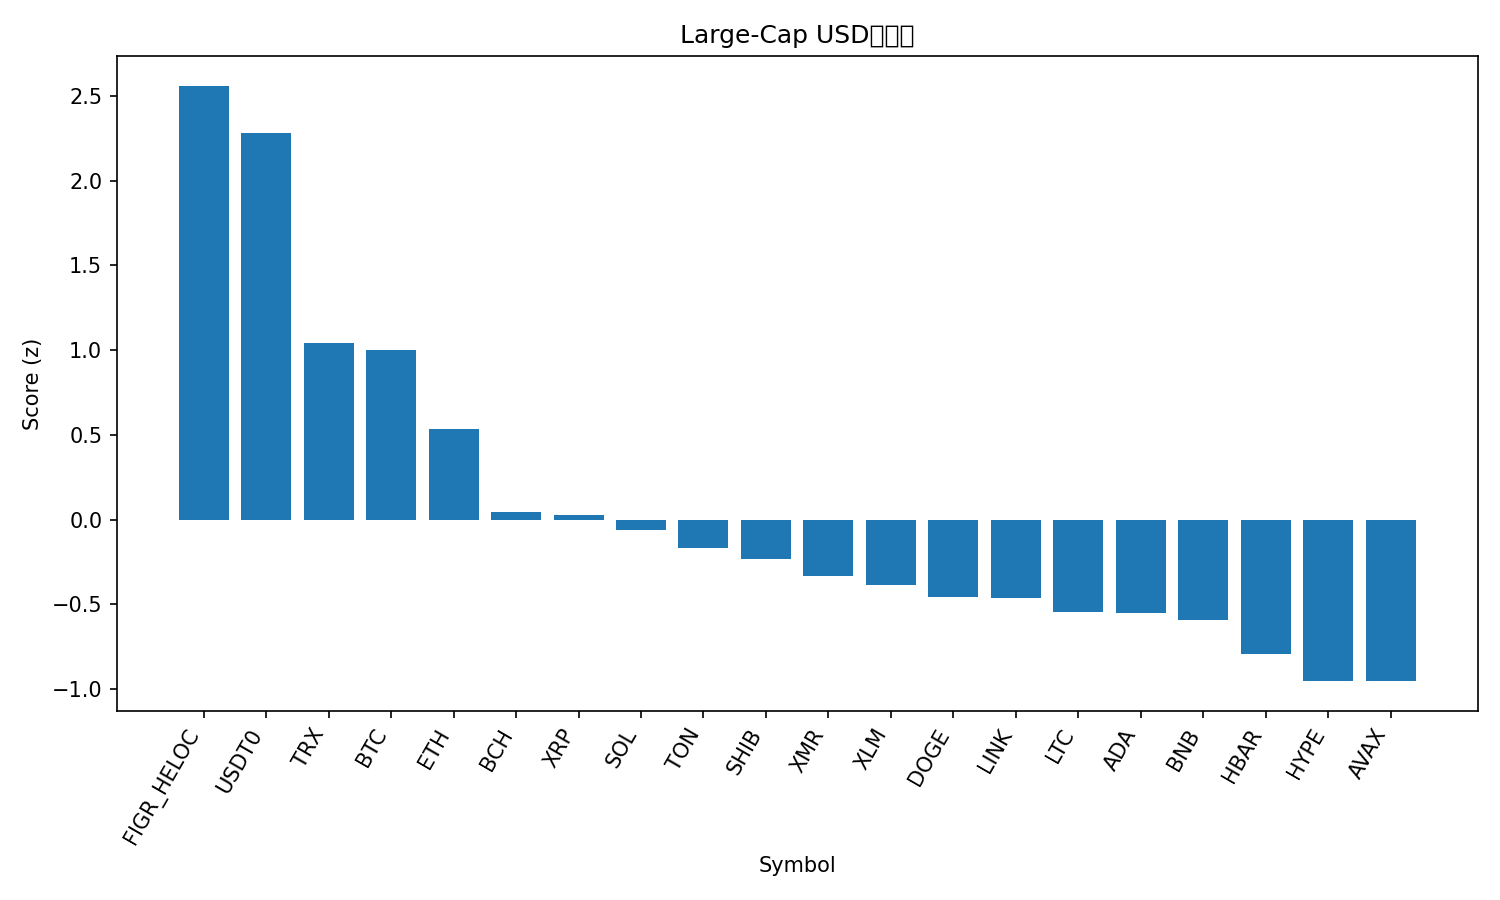 Large-Cap USD
Score (z)
2.5
2.0
1.5
1.0
0.5
0.0
−0.5
−1.0
FIGR_HELOC
USDT0
TRX
BTC
ETH
BCH
XRP
SOL
TON
SHIB
XMR
XLM
DOGE
LINK
LTC
ADA
BNB
HBAR
HYPE
AVAX
Symbol